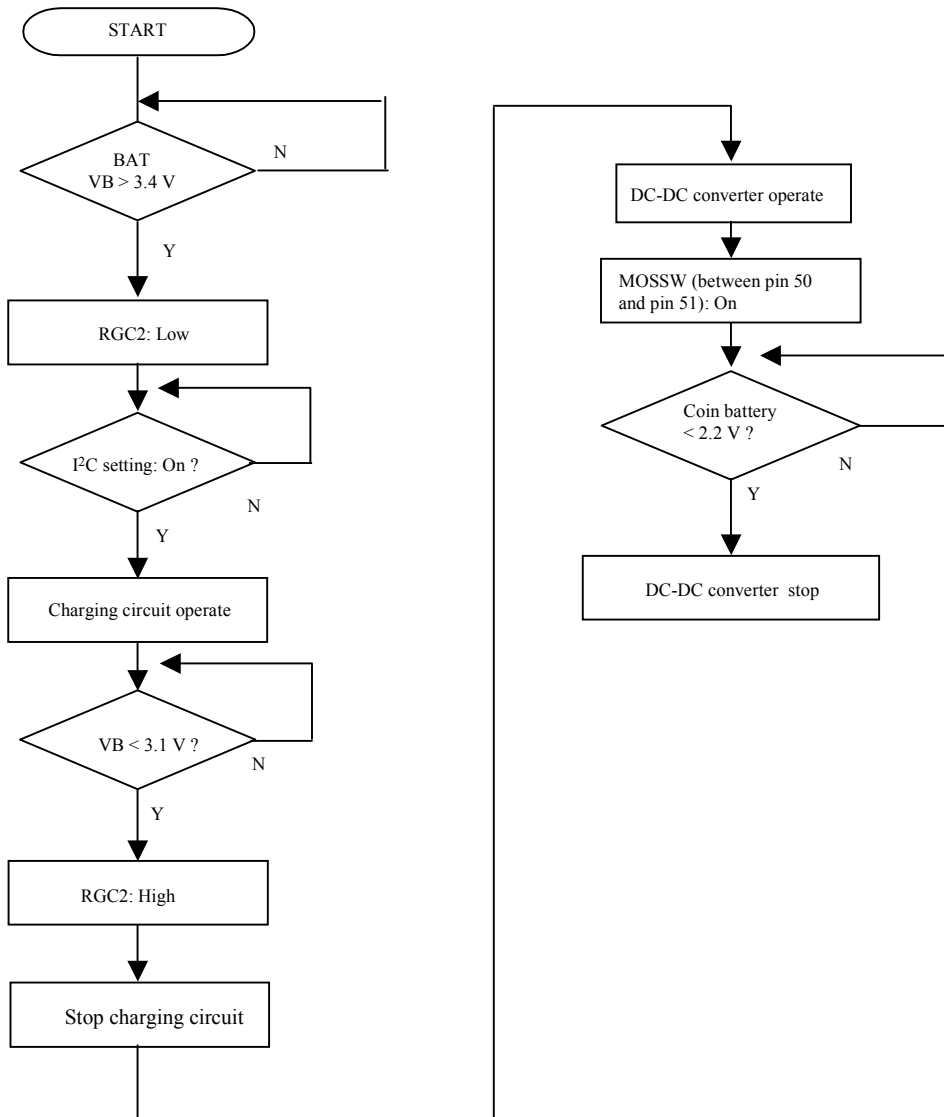 START
BAT
VB > 3.4 V
N
Y
RGC2: Low
I²C setting: On ?
N
Y
Charging circuit operate
VB < 3.1 V ?
N
Y
RGC2: High
Stop charging circuit
DC-DC converter operate
MOSSW (between pin 50
and pin 51): On
Coin battery
< 2.2 V ?
N
Y
DC-DC converter stop